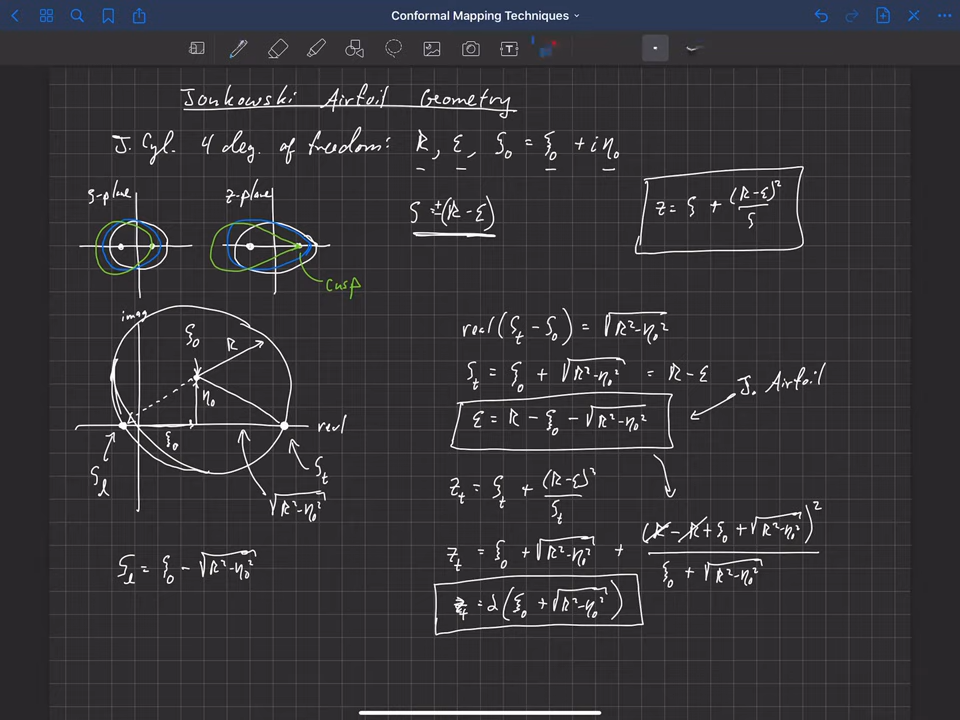 Conformal Mapping Techniques
Joukowski Airfoil Geometry
J. Cyl. 4 deg. of freedom: R, ε, ζ₀ = ξ₀ + iη₀
ζ-plane
z-plane
ζ = ±(R - ε)
z = ζ + (R-ε)²/ζ
Cusp
imag
ζ₀
R
η₀
ξ₀
real
ζ_l
ζ_t
√(R²-η₀²)
ζ_l = ξ₀ - √(R²-η₀²)
real(ζ_t - ζ₀) = √(R²-η₀²)
ζ_t = ξ₀ + √(R²-η₀²) = R - ε
J. Airfoil
ε = R - ξ₀ - √(R²-η₀²)
z_t = ζ_t + (R-ε)²/ζ_t
z_t = ξ₀ + √(R²-η₀²) + (R - R + ξ₀ + √(R²-η₀²))²/(ξ₀ + √(R²-η₀²))
z_t = 2(ξ₀ + √(R²-η₀²))